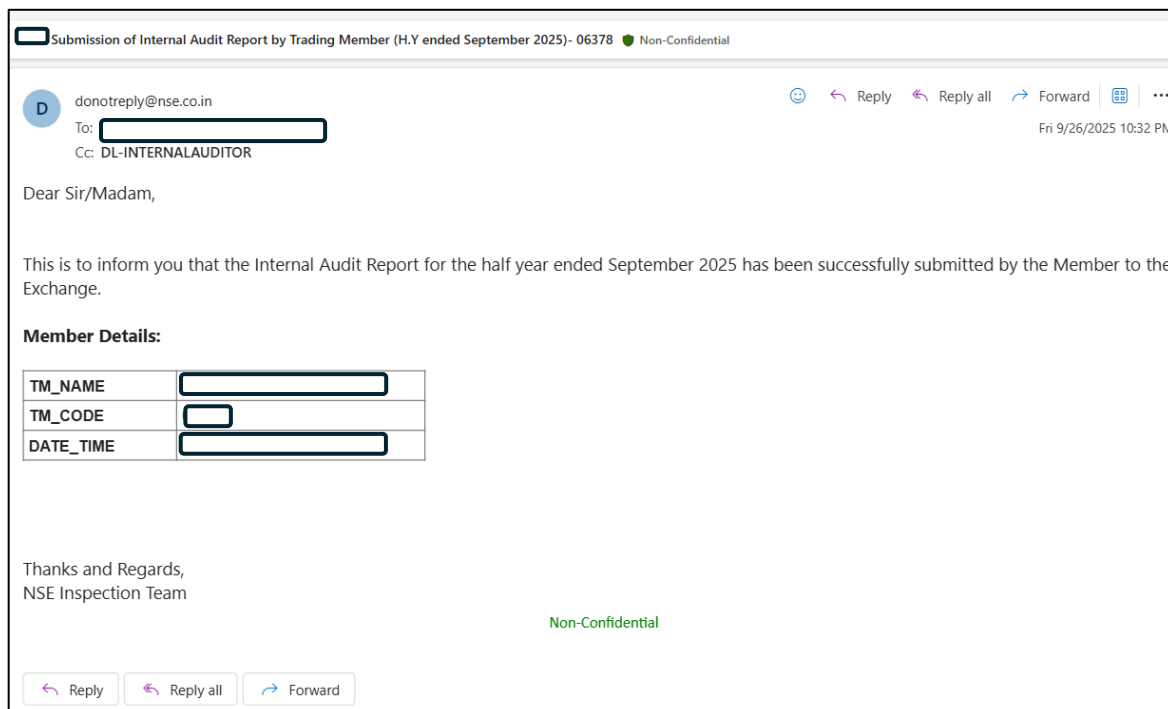 Submission of Internal Audit Report by Trading Member (H.Y ended September 2025)- 06378 Non-Confidential
D
donotreply@nse.co.in
Reply Reply all Forward
To:
Fri 9/26/2025 10:32 PM
Cc: DL-INTERNALAUDITOR
Dear Sir/Madam,
This is to inform you that the Internal Audit Report for the half year ended September 2025 has been successfully submitted by the Member to the
Exchange.
Member Details:
TM_NAME
TM_CODE
DATE_TIME
Thanks and Regards,
NSE Inspection Team
Non-Confidential
Reply Reply all Forward